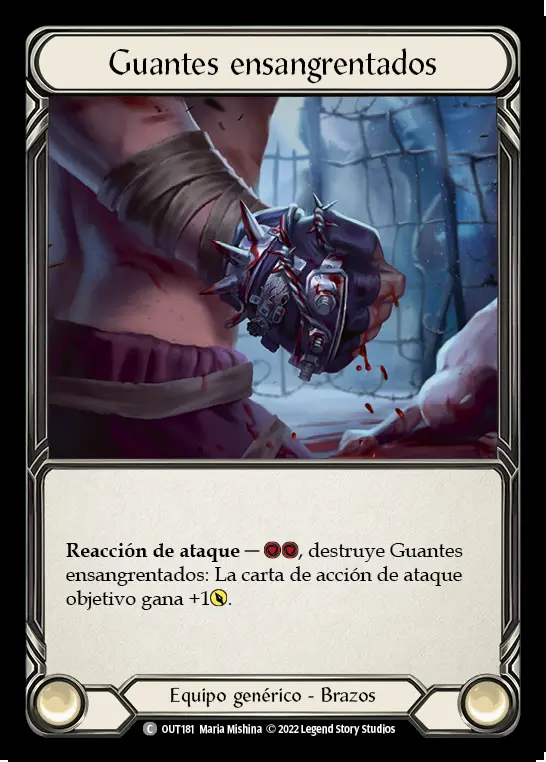 Guantes ensangrentados
Reacción de ataque — , destruye Guantes
ensangrentados: La carta de acción de ataque
objetivo gana +1.
Equipo genérico - Brazos
C OUT181 Maria Mishina © 2022 Legend Story Studios